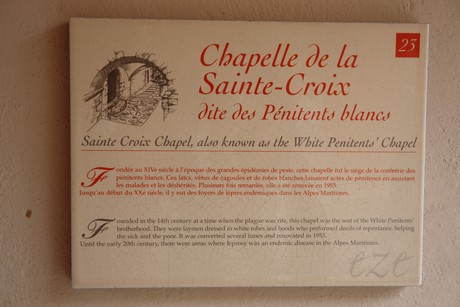 23
Chapelle de la
Sainte-Croix
dite des Pénitents blancs
Sainte Croix Chapel, also known as the White Penitents' Chapel
Fondée au XIVe siècle à l'époque des grandes épidémies de peste, cette chapelle fut le siège de la confrérie des
pénitents blancs. Ces laïcs, vêtus de cagoules et de robes blanches, faisaient actes de pénitence en assistant
les malades et les déshérités. Plusieurs fois remaniée, elle a été rénovée en 1953.
Jusqu'au début du XXe siècle, il y eut des foyers de lèpres endémiques dans les Alpes Maritimes.
Founded in the 14th century at a time when the plague was rife, this chapel was the seat of the White Penitents'
brotherhood. They were laymen dressed in white robes and hoods who performed deeds of repentance, helping
the sick and the poor. It was converted several times and renovated in 1953.
Until the early 20th century, there were areas where leprosy was an endemic disease in the Alpes Maritimes.
eze